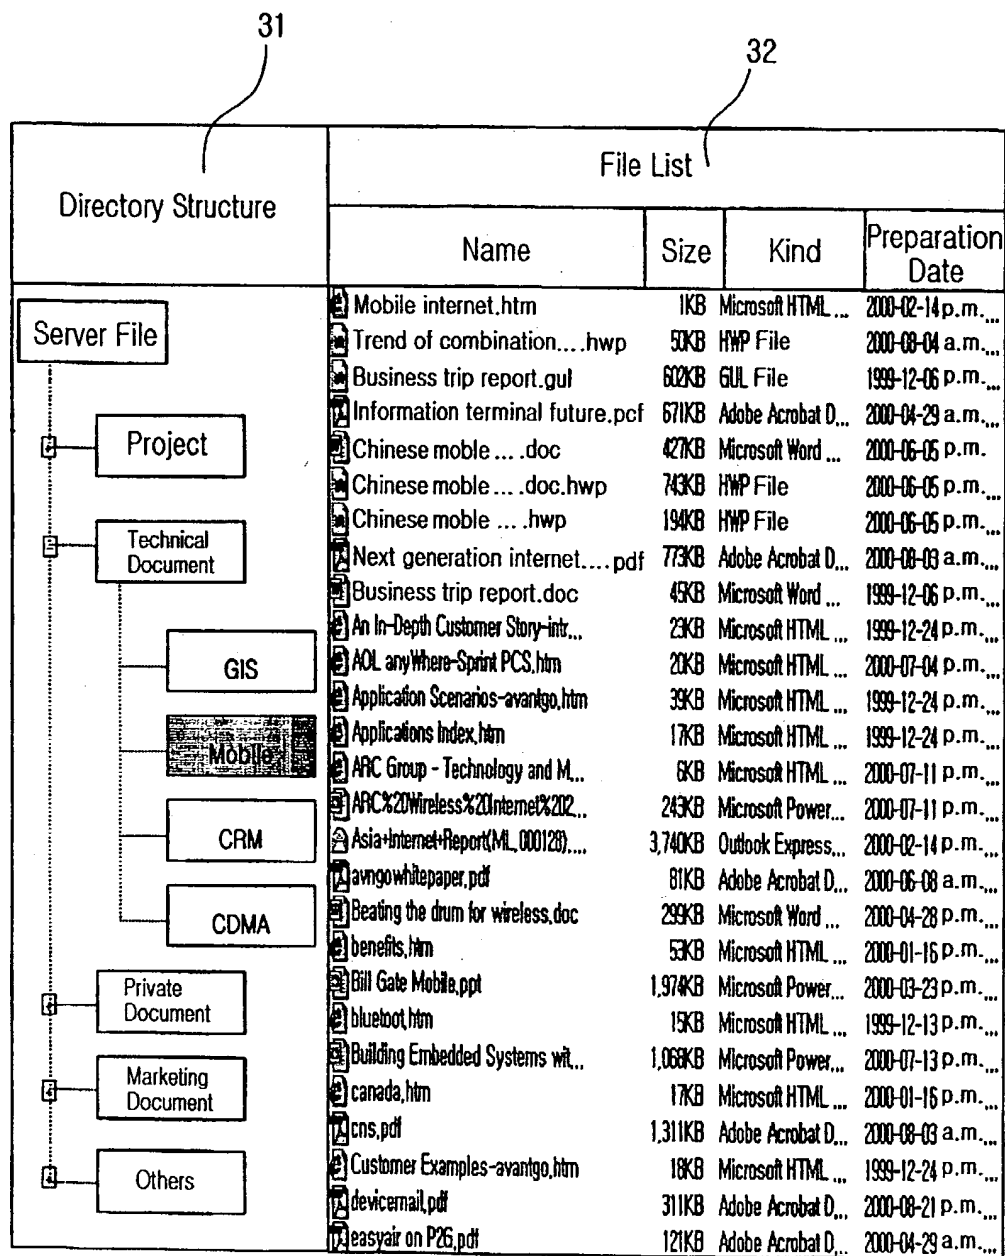 31
32
Directory Structure
File List
Name Size Kind Preparation Date
Server File
Project
Technical Document
GIS
Mobile
CRM
CDMA
Private Document
Marketing Document
Others
Mobile internet.htm 1KB Microsoft HTML ... 2000-02-14 p.m....
Trend of combination....hwp 50KB HWP File 2000-08-04 a.m....
Business trip report.gul 602KB GUL File 1999-12-06 p.m....
Information terminal future.pcf 671KB Adobe Acrobat D... 2000-04-29 a.m....
Chinese moble ... .doc 427KB Microsoft Word ... 2000-06-05 p.m.
Chinese moble ... .doc.hwp 743KB HWP File 2000-06-05 p.m....
Chinese moble ... .hwp 194KB HWP File 2000-06-05 p.m....
Next generation internet....pdf 773KB Adobe Acrobat D... 2000-08-03 a.m....
Business trip report.doc 45KB Microsoft Word ... 1999-12-06 p.m....
An In-Depth Customer Story-intr... 23KB Microsoft HTML ... 1999-12-24 p.m....
AOL anyWhere-Sprint PCS.htm 20KB Microsoft HTML ... 2000-07-04 p.m....
Application Scenarios-avantgo.htm 39KB Microsoft HTML ... 1999-12-24 p.m....
Applications Index.htm 17KB Microsoft HTML ... 1999-12-24 p.m....
ARC Group - Technology and M... 6KB Microsoft HTML ... 2000-07-11 p.m....
ARC%20Wireless%20Internet%202... 243KB Microsoft Power... 2000-07-11 p.m....
Asia+Internet+Report(ML_000128).... 3,740KB Outlook Express... 2000-02-14 p.m....
avngowhitepaper.pdf 81KB Adobe Acrobat D... 2000-06-08 a.m....
Beating the drum for wireless.doc 299KB Microsoft Word ... 2000-04-28 p.m....
benefits.htm 53KB Microsoft HTML ... 2000-01-16 p.m....
Bill Gate Mobile.ppt 1,974KB Microsoft Power... 2000-03-23 p.m....
bluetoot.htm 15KB Microsoft HTML ... 1999-12-13 p.m....
Building Embedded Systems wit... 1,068KB Microsoft Power... 2000-07-13 p.m....
canada.htm 17KB Microsoft HTML ... 2000-01-16 p.m....
cns.pdf 1,311KB Adobe Acrobat D... 2000-08-03 a.m....
Customer Examples-avantgo.htm 18KB Microsoft HTML ... 1999-12-24 p.m....
devicemail.pdf 311KB Adobe Acrobat D... 2000-08-21 p.m....
easyair on P26.pdf 121KB Adobe Acrobat D... 2000-04-29 a.m....